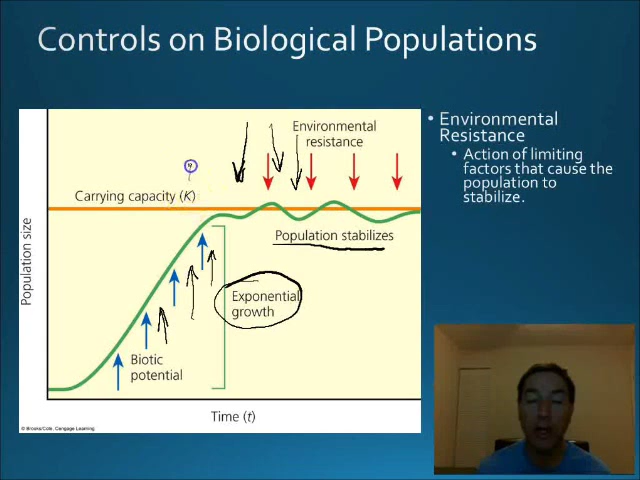 Controls on Biological Populations
Environmental
resistance
Carrying capacity (K)
Population size
Population stabilizes
Exponential
growth
Biotic
potential
Time (t)
© Brooks/Cole, Cengage Learning
• Environmental
Resistance
• Action of limiting
factors that cause the
population to
stabilize.